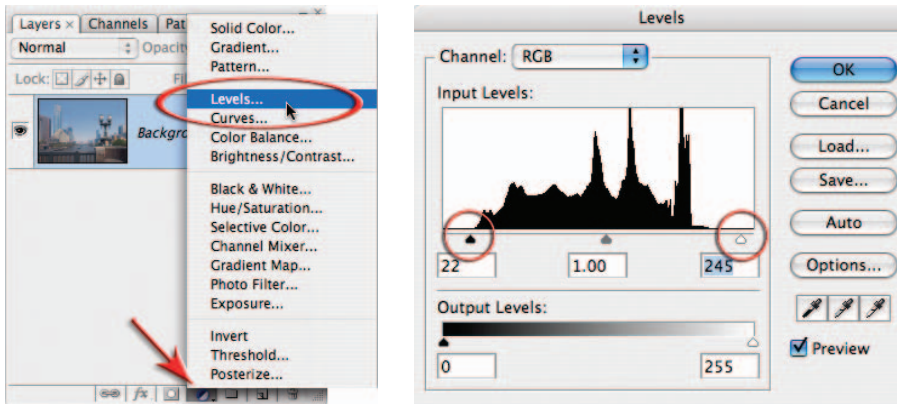 Layers × Channels Pat
Normal Opacit
Lock: Fil
Backgro
Solid Color...
Gradient...
Pattern...
Levels...
Curves...
Color Balance...
Brightness/Contrast...
Black & White...
Hue/Saturation...
Selective Color...
Channel Mixer...
Gradient Map...
Photo Filter...
Exposure...
Invert
Threshold...
Posterize...
fx
Levels
Channel: RGB
Input Levels:
22 1.00 245
Output Levels:
0 255
OK
Cancel
Load...
Save...
Auto
Options...
Preview